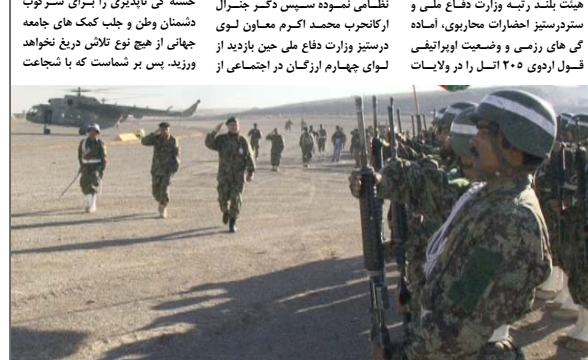 هیئت بلند رتبه وزارت دفاع ملی و
ستردرستیز احضارات محاربوی، آماده
گی های رزمی و وضعیت اوپراتیفی
قول اردوی ۲۰۵ اتل را در ولایات
نظامی نموده سپس دگر جنرال
ارکانحرب محمد اکرم معاون لوی
درستیز وزارت دفاع ملی حین بازدید از
لوای چهارم ارزگان در اجتماعی از
خسته گی ناپذیری را برای سرکوب
دشمنان وطن و جلب کمک های جامعه
جهانی از هیچ نوع تلاش دریغ نخواهد
ورزید. پس بر شماست که با شجاعت